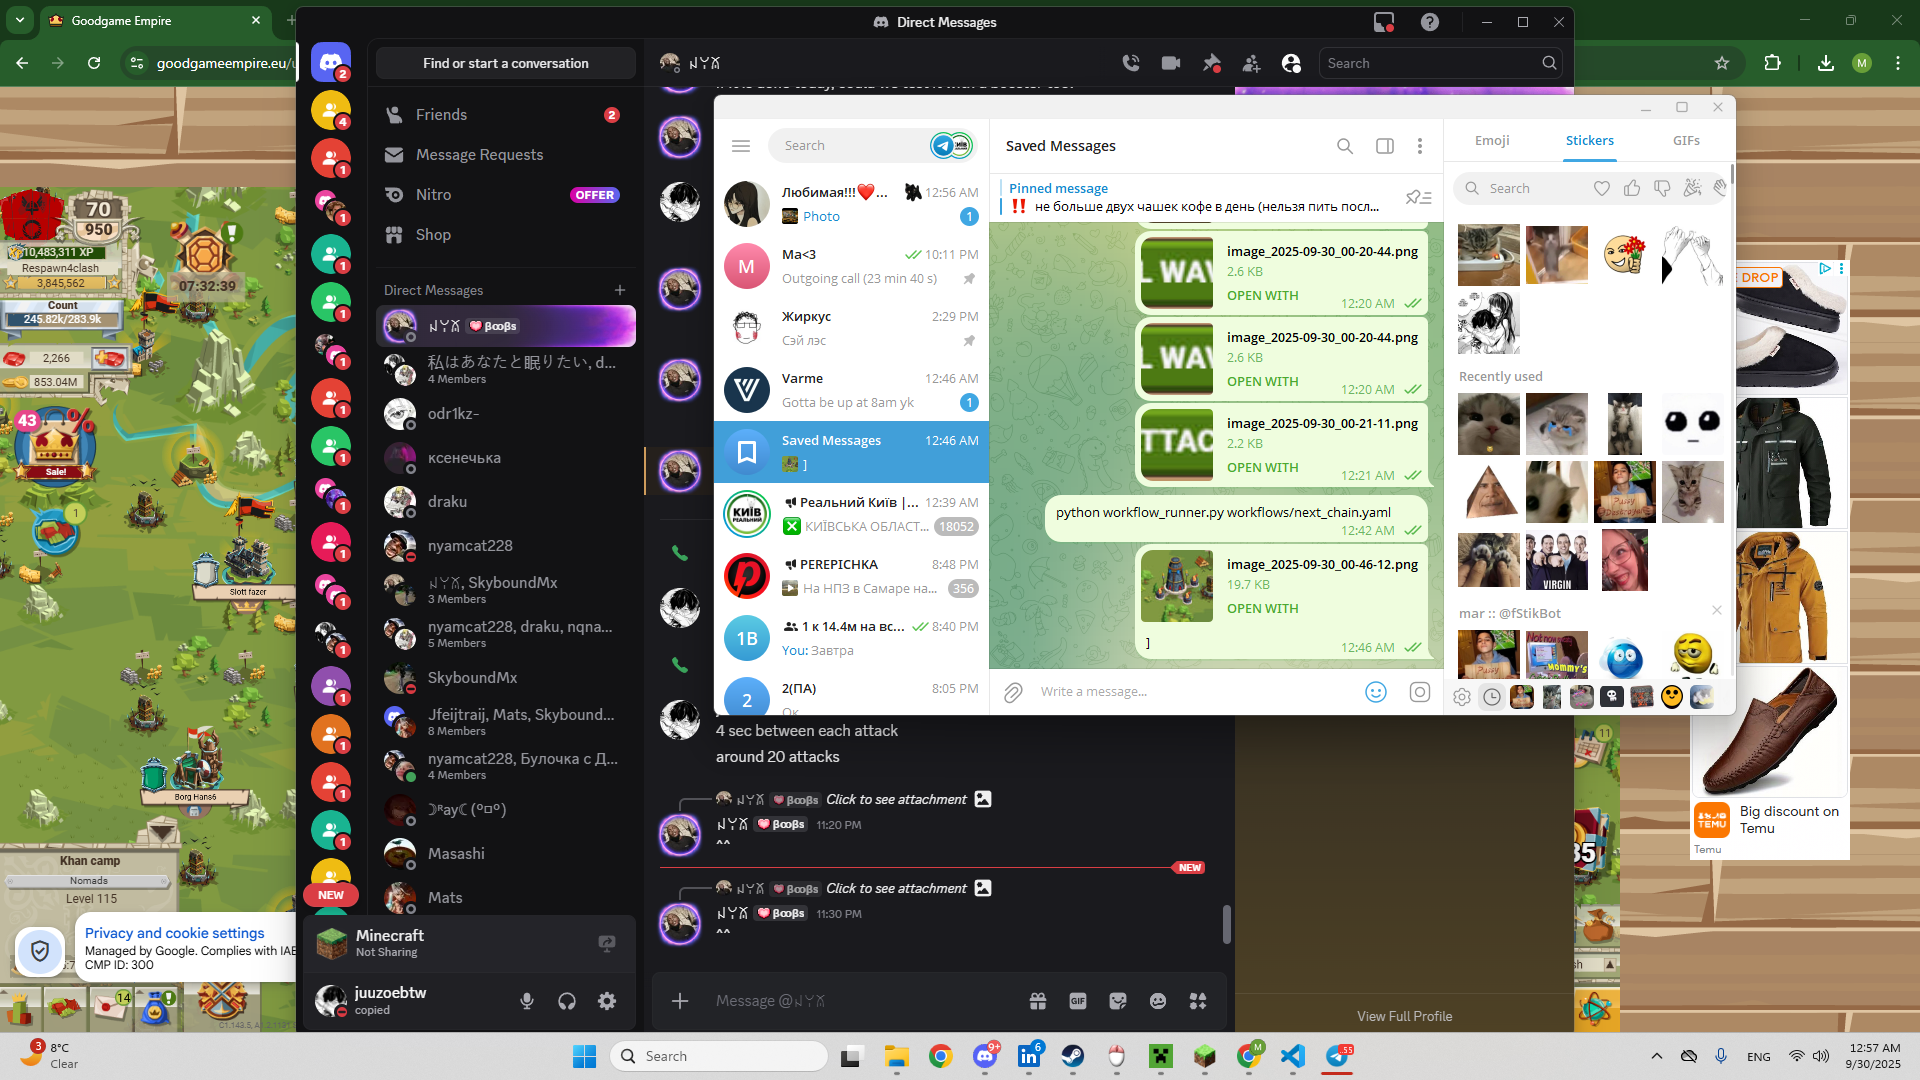 Goodgame Empire
goodgameempire.eu/
70
950
10,483,311 XP
Respawn4clash
3,845,562
07:32:39
Count
245.82k/283.9k
2,266
853.04M
43
%
Sale!
1
Slott fazer
Borg Hans6
Khan camp
Nomads
Level 115
Privacy and cookie settings
Managed by Google. Complies with IAB
CMP ID: 300
14
Direct Messages
Find or start a conversation
Friends
2
Message Requests
Nitro
OFFER
Shop
Direct Messages
私はあなたと眠りたい, d...
4 Members
odr1kz-
ксенечька
draku
nyamcat228
SkyboundMx
3 Members
nyamcat228, draku, nqna...
5 Members
SkyboundMx
Jfeijtraij, Mats, Skybound...
8 Members
nyamcat228, Булочка с Д...
4 Members
Masashi
Mats
NEW
Minecraft
Not Sharing
juuzoebtw
copied
Search
4 sec between each attack
around 20 attacks
Click to see attachment
11:20 PM
^^
NEW
Click to see attachment
11:30 PM
^^
Message @
GIF
View Full Profile
Search
Любимая!!!❤️...
12:56 AM
Photo
1
M
Ma<3
10:11 PM
Outgoing call (23 min 40 s)
Жиркус
2:29 PM
Сэй лэс
Varme
12:46 AM
Gotta be up at 8am yk
1
Saved Messages
12:46 AM
]
КИЇВ
РЕАЛЬНИЙ
Реальний Київ |...
12:39 AM
КИЇВСЬКА ОБЛАСТ...
18052
PEREPICHKA
8:48 PM
На НПЗ в Самаре на...
356
1В
1 к 14.4м на вс...
8:40 PM
You: Завтра
2
2(ПА)
8:05 PM
Ок
Saved Messages
Pinned message
‼️ не больше двух чашек кофе в день (нельзя пить посл...
image_2025-09-30_00-20-44.png
2.6 KB
OPEN WITH
12:20 AM
image_2025-09-30_00-20-44.png
2.6 KB
OPEN WITH
12:20 AM
image_2025-09-30_00-21-11.png
2.2 KB
OPEN WITH
12:21 AM
python workflow_runner.py workflows/next_chain.yaml
12:42 AM
image_2025-09-30_00-46-12.png
19.7 KB
OPEN WITH
]
12:46 AM
Write a message...
Emoji
Stickers
GIFs
Search
Recently used
VIRGIN
mar :: @fStikBot
DROP
TEMU
Big discount on
Temu
Temu
11
8°C
Clear
Search
ENG
12:57 AM
9/30/2025